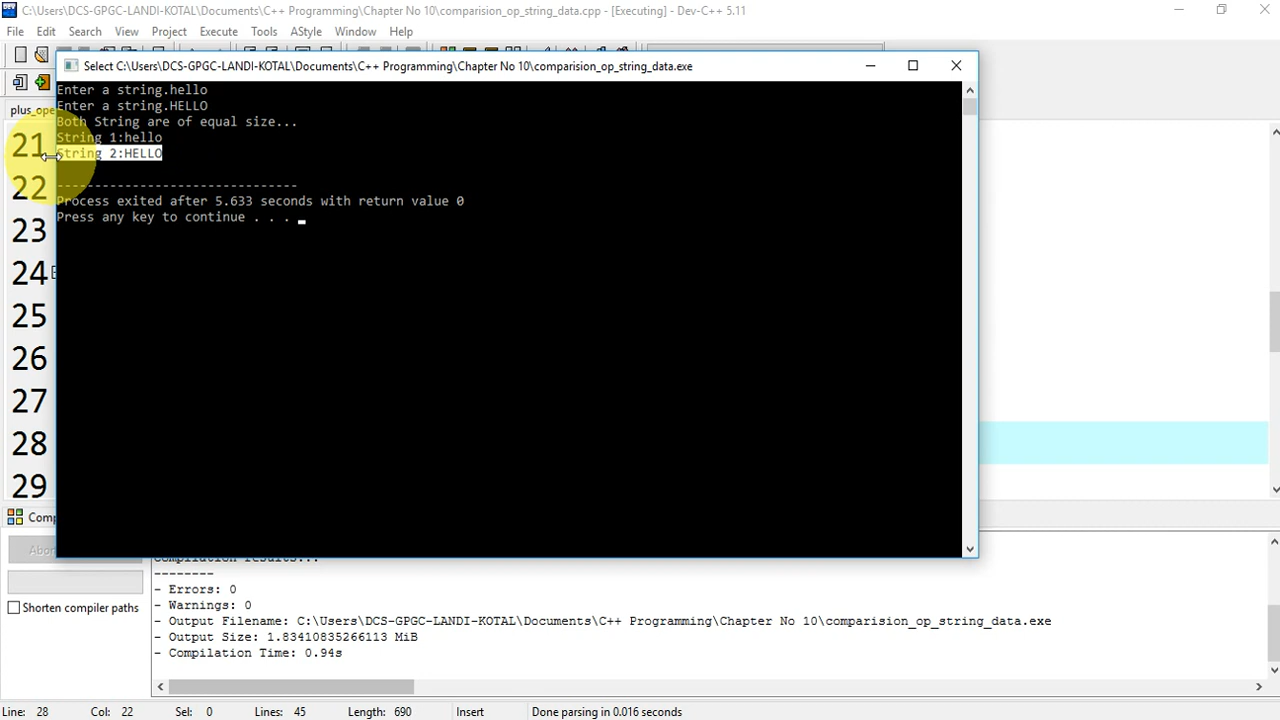 C:\Users\DCS-GPGC-LANDI-KOTAL\Documents\C++ Programming\Chapter No 10\comparision_op_string_data.cpp - [Executing] - Dev-C++ 5.11
File Edit Search View Project Execute Tools AStyle Window Help
Select C:\Users\DCS-GPGC-LANDI-KOTAL\Documents\C++ Programming\Chapter No 10\comparision_op_string_data.exe
plus_ope
Enter a string.hello
Enter a string.HELLO
Both String are of equal size...
String 1:hello
String 2:HELLO
--------------------------------
Process exited after 5.633 seconds with return value 0
Press any key to continue . . .
21
22
23
24
25
26
27
28
29
Comp
Abor
Compilation results...
--------
- Errors: 0
- Warnings: 0
- Output Filename: C:\Users\DCS-GPGC-LANDI-KOTAL\Documents\C++ Programming\Chapter No 10\comparision_op_string_data.exe
- Output Size: 1.83410835266113 MiB
- Compilation Time: 0.94s
Shorten compiler paths
Line: 28 Col: 22 Sel: 0 Lines: 45 Length: 690 Insert Done parsing in 0.016 seconds